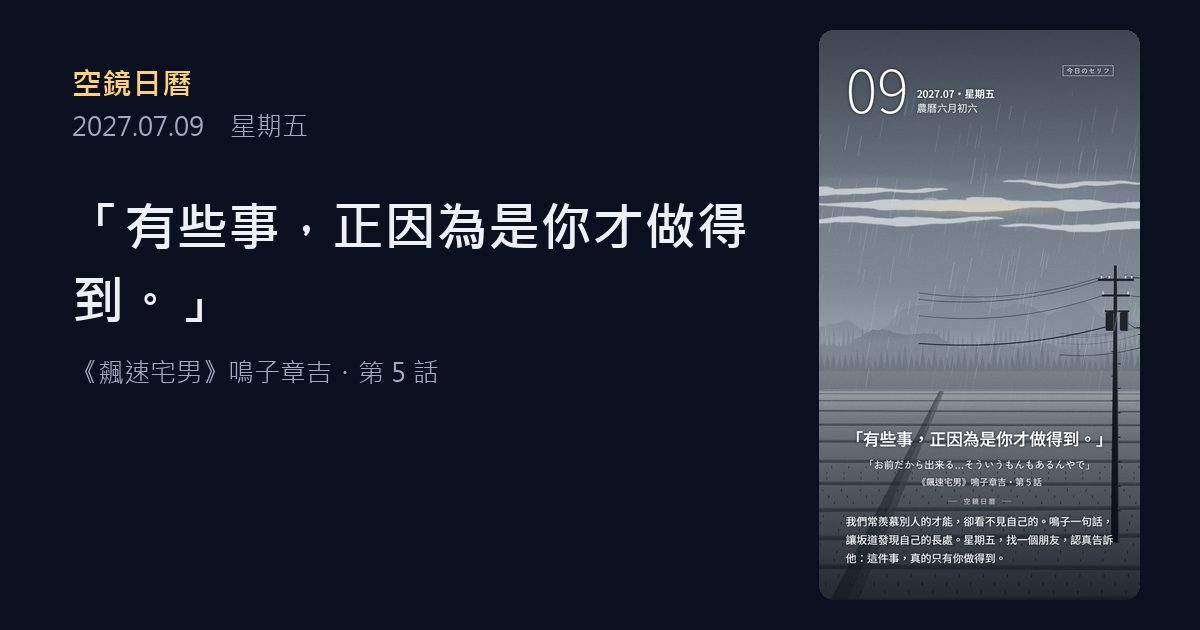 空鏡日曆
2027.07.09 星期五
「有些事，正因為是你才做得
到。」
《飆速宅男》鳴子章吉・第 5 話
09
2027.07・星期五
農曆六月初六
今日のセリフ
「有些事，正因為是你才做得到。」
「お前だから出来る...そういうもんもあるんやで」
《飆速宅男》鳴子章吉・第 5 話
空鏡日曆
我們常羨慕別人的才能，卻看不見自己的。鳴子一句話，
讓坂道發現自己的長處。星期五，找一個朋友，認真告訴
他：這件事，真的只有你做得到。